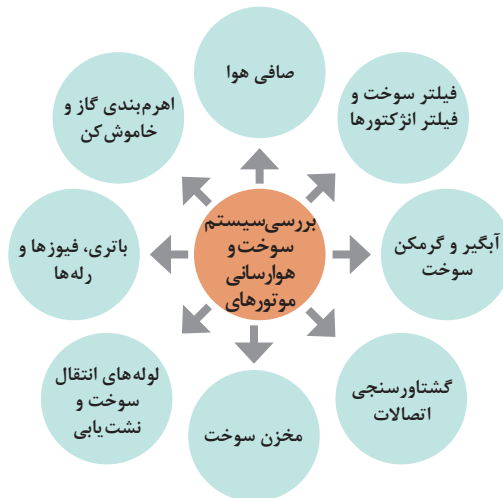 صافی هوا
فیلتر سوخت و
فیلتر انژکتورها
آبگیر و گرمکن
سوخت
گشتاورسنجی
اتصالات
مخزن سوخت
لوله‌های انتقال
سوخت و
نشت‌یابی
باتری، فیوزها و
رله‌ها
اهرم‌بندی گاز و
خاموش‌کن
بررسی‌سیستم
سوخت و
هوارسانی
موتورهای